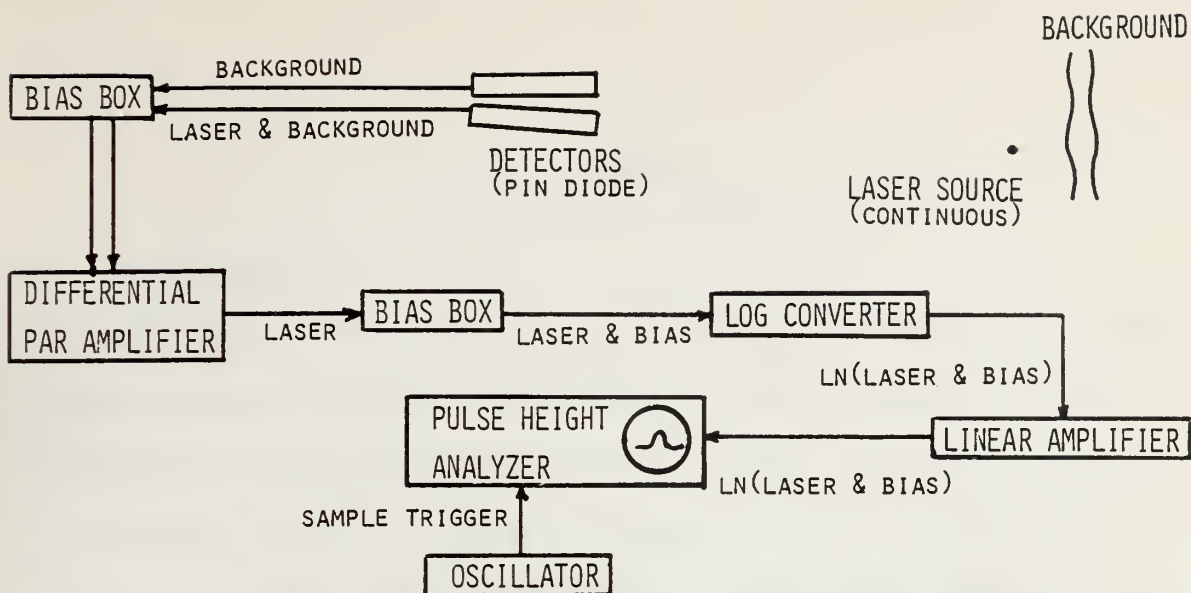 BACKGROUND
BACKGROUND
BIAS BOX
LASER & BACKGROUND
DETECTORS
(PIN DIODE)
LASER SOURCE
(CONTINUOUS)
DIFFERENTIAL
PAR AMPLIFIER
LASER
BIAS BOX
LASER & BIAS
LOG CONVERTER
LN(LASER & BIAS)
PULSE HEIGHT
ANALYZER
LINEAR AMPLIFIER
LN(LASER & BIAS)
SAMPLE TRIGGER
OSCILLATOR